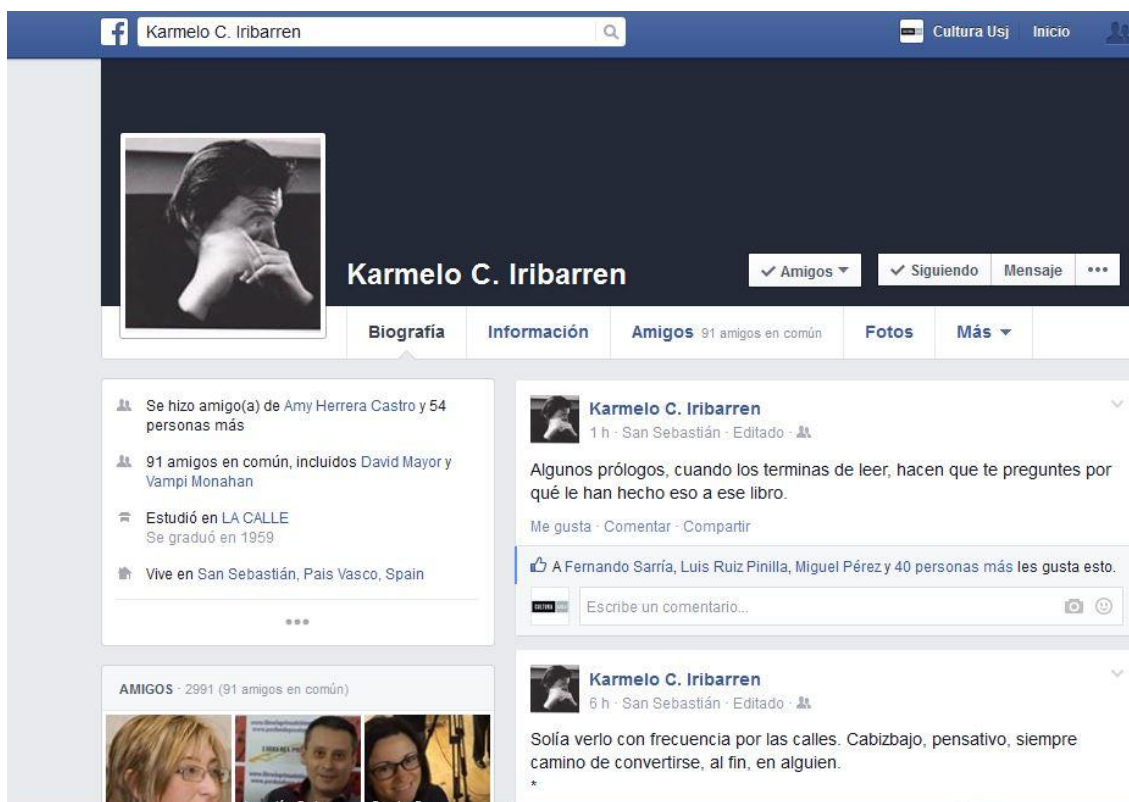 Karmelo C. Iribarren
Cultura Usj Inicio
Karmelo C. Iribarren
Amigos
Siguiendo
Mensaje
Biografía
Información
Amigos 91 amigos en común
Fotos
Más
Se hizo amigo(a) de Amy Herrera Castro y 54
personas más
91 amigos en común, incluidos David Mayor y
Vampi Monahan
Estudió en LA CALLE
Se graduó en 1959
Vive en San Sebastián, Pais Vasco, Spain
AMIGOS · 2991 (91 amigos en común)
Karmelo C. Iribarren
1 h · San Sebastián · Editado ·
Algunos prólogos, cuando los terminas de leer, hacen que te preguntes por
qué le han hecho eso a ese libro.
Me gusta · Comentar · Compartir
A Fernando Sarría, Luis Ruiz Pinilla, Miguel Pérez y 40 personas más les gusta esto.
Escribe un comentario...
Karmelo C. Iribarren
6 h · San Sebastián · Editado ·
Solía verlo con frecuencia por las calles. Cabizbajo, pensativo, siempre
camino de convertirse, al fin, en alguien.
*